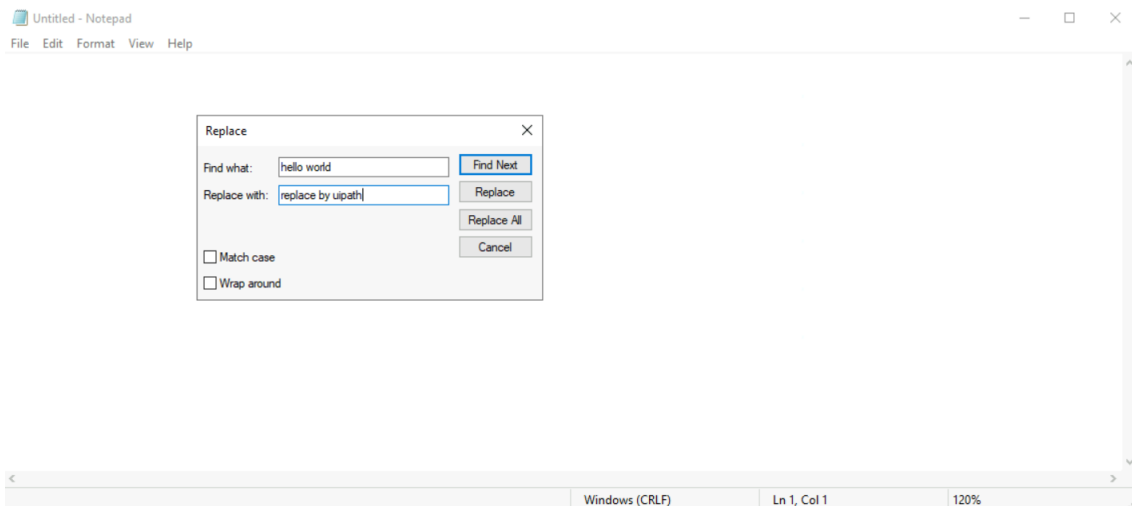 Untitled - Notepad
File Edit Format View Help
Replace
Find what: hello world Find Next
Replace with: replace by uipath Replace
Replace All
Cancel
Match case
Wrap around
Windows (CRLF) Ln 1, Col 1 120%